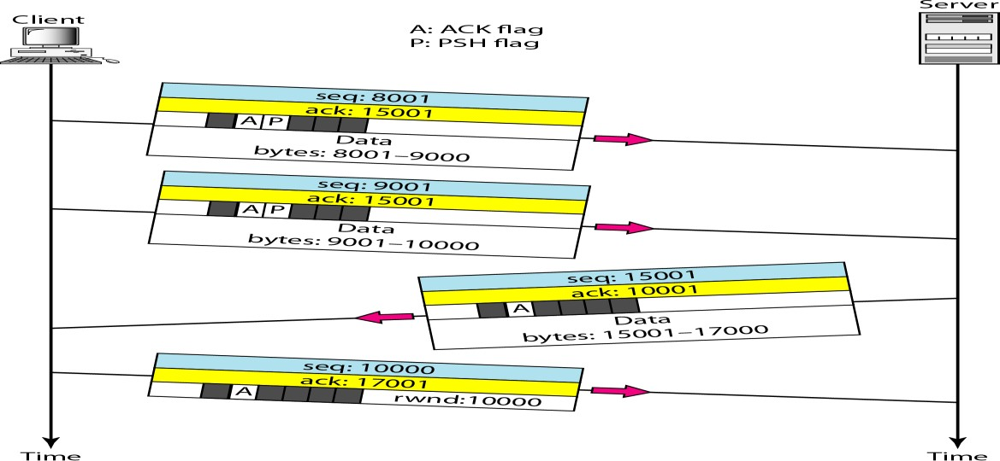 Client
Server
A: ACK flag
P: PSH flag
seq: 8001
ack: 15001
A P
Data
bytes: 8001–9000
seq: 9001
ack: 15001
A P
Data
bytes: 9001–10000
seq: 15001
ack: 10001
A
Data
bytes: 15001–17000
seq: 10000
ack: 17001
A
rwnd:10000
Time
Time